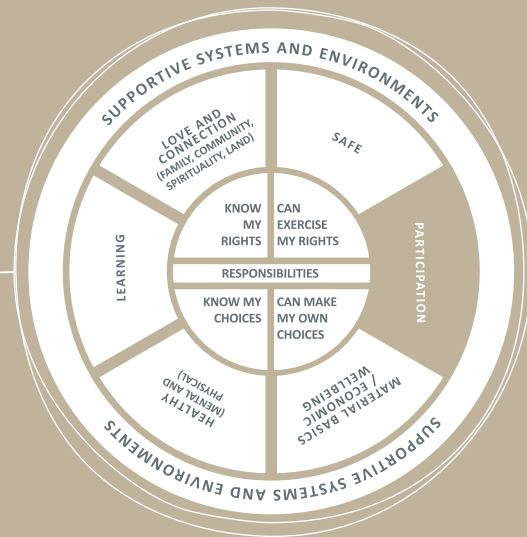 SUPPORTIVE SYSTEMS AND ENVIRONMENTS
LOVE AND
CONNECTION
(FAMILY, COMMUNITY,
SPIRITUALITY, LAND)
SAFE
PARTICIPATION
MATERIAL BASICS
/ ECONOMIC
WELLBEING
HEALTHY
(MENTAL AND
PHYSICAL)
LEARNING
KNOW
MY
RIGHTS
CAN
EXERCISE
MY RIGHTS
RESPONSIBILITIES
KNOW MY
CHOICES
CAN MAKE
MY OWN
CHOICES
SUPPORTIVE SYSTEMS AND ENVIRONMENTS